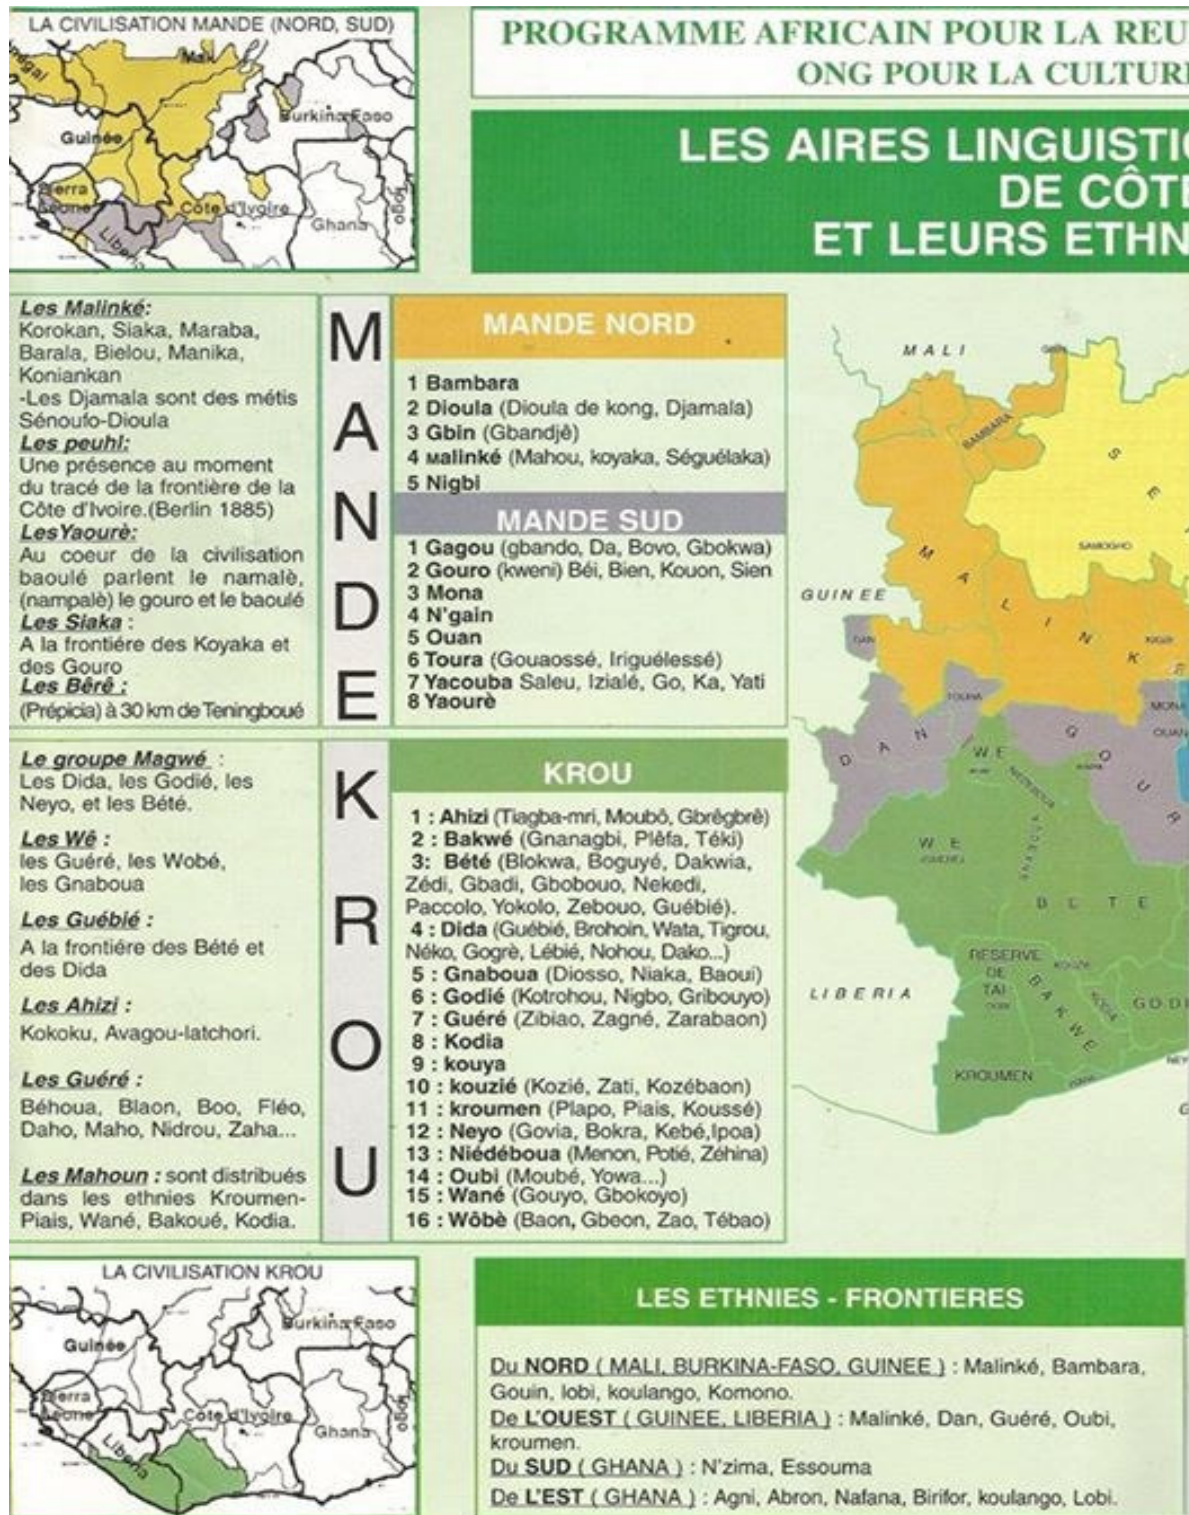 LA CIVILISATION MANDE (NORD, SUD)
Mali
Burkina Faso
Guinée
Sierra
Leone
Côte d'Ivoire
Liberia
Ghana
Togo
PROGRAMME AFRICAIN POUR LA REU
ONG POUR LA CULTUR
LES AIRES LINGUISTI
DE CÔT
ET LEURS ETHN
Les Malinké:
Korokan, Siaka, Maraba,
Barala, Bielou, Manika,
Koniankan
-Les Djamala sont des métis
Sénoufo-Dioula
Les peuhl:
Une présence au moment
du tracé de la frontière de la
Côte d'Ivoire.(Berlin 1885)
LesYaourè:
Au coeur de la civilisation
baoulé parlent le namalè,
(nampalè) le gouro et le baoulé
Les Siaka :
A la frontiére des Koyaka et
des Gouro
Les Bêrê :
(Prépicia) à 30 km de Teningboué
MANDE
MANDE NORD
1 Bambara
2 Dioula (Dioula de kong, Djamala)
3 Gbin (Gbandjê)
4 Malinké (Mahou, koyaka, Séguélaka)
5 Nigbi
MANDE SUD
1 Gagou (gbando, Da, Bovo, Gbokwa)
2 Gouro (kweni) Béi, Bien, Kouon, Sien
3 Mona
4 N'gain
5 Ouan
6 Toura (Gouaossé, Iriguélessé)
7 Yacouba Saleu, Izialé, Go, Ka, Yati
8 Yaourè
Le groupe Magwé :
Les Dida, les Godié, les
Neyo, et les Bété.
Les Wê :
les Guéré, les Wobé,
les Gnaboua
Les Guébié :
A la frontiére des Bété et
des Dida
Les Ahizi :
Kokoku, Avagou-latchori.
Les Guéré :
Béhoua, Blaon, Boo, Fléo,
Daho, Maho, Nidrou, Zaha...
Les Mahoun : sont distribués
dans les ethnies Kroumen-
Piais, Wané, Bakoué, Kodia.
KROU
KROU
1 : Ahizi (Tiagba-mri, Moubô, Gbrêgbrê)
2 : Bakwé (Gnanagbi, Plêfa, Téki)
3: Bété (Blokwa, Boguyé, Dakwia,
Zédi, Gbadi, Gbobouo, Nekedi,
Paccolo, Yokolo, Zebouo, Guébié).
4 : Dida (Guébié, Brohoin, Wata, Tigrou,
Néko, Gogrè, Lébié, Nohou, Dako...)
5 : Gnaboua (Diosso, Niaka, Baoui)
6 : Godié (Kotrohou, Nigbo, Gribouyo)
7 : Guéré (Zibiao, Zagné, Zarabaon)
8 : Kodia
9 : kouya
10 : kouzié (Kozié, Zati, Kozébaon)
11 : kroumen (Plapo, Piais, Koussé)
12 : Neyo (Govia, Bokra, Kebé,Ipoa)
13 : Niédéboua (Menon, Potié, Zéhina)
14 : Oubi (Moubé, Yowa...)
15 : Wané (Gouyo, Gbokoyo)
16 : Wôbè (Baon, Gbeon, Zao, Tébao)
MALI
BAMBARA
S E
SAMOGHO
GUINEE
MALINKE
DAN
TOURA
MONA
OUAN
DAN
WE
GOUR
WE
BETE
LIBERIA
RESERVE
DE
TAI
BAKWE
KODIA
GODI
KROUMEN
LA CIVILISATION KROU
Burkina Faso
Guinée
Sierra
Leone
Côte d'Ivoire
Liberia
Ghana
Togo
LES ETHNIES - FRONTIERES
Du NORD ( MALI, BURKINA-FASO, GUINEE ) : Malinké, Bambara,
Gouin, lobi, koulango, Komono.
De L'OUEST ( GUINEE, LIBERIA ) : Malinké, Dan, Guéré, Oubi,
kroumen.
Du SUD ( GHANA ) : N'zima, Essouma
De L'EST ( GHANA ) : Agni, Abron, Nafana, Birifor, koulango, Lobi.